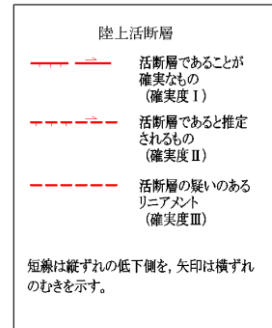 陸上活断層
活断層であることが
確実なもの
(確実度Ⅰ)
活断層であると推定
されるもの
(確実度Ⅱ)
活断層の疑いのある
リニアメント
(確実度Ⅲ)
短線は縦ずれの低下側を,矢印は横ずれ
のむきを示す。